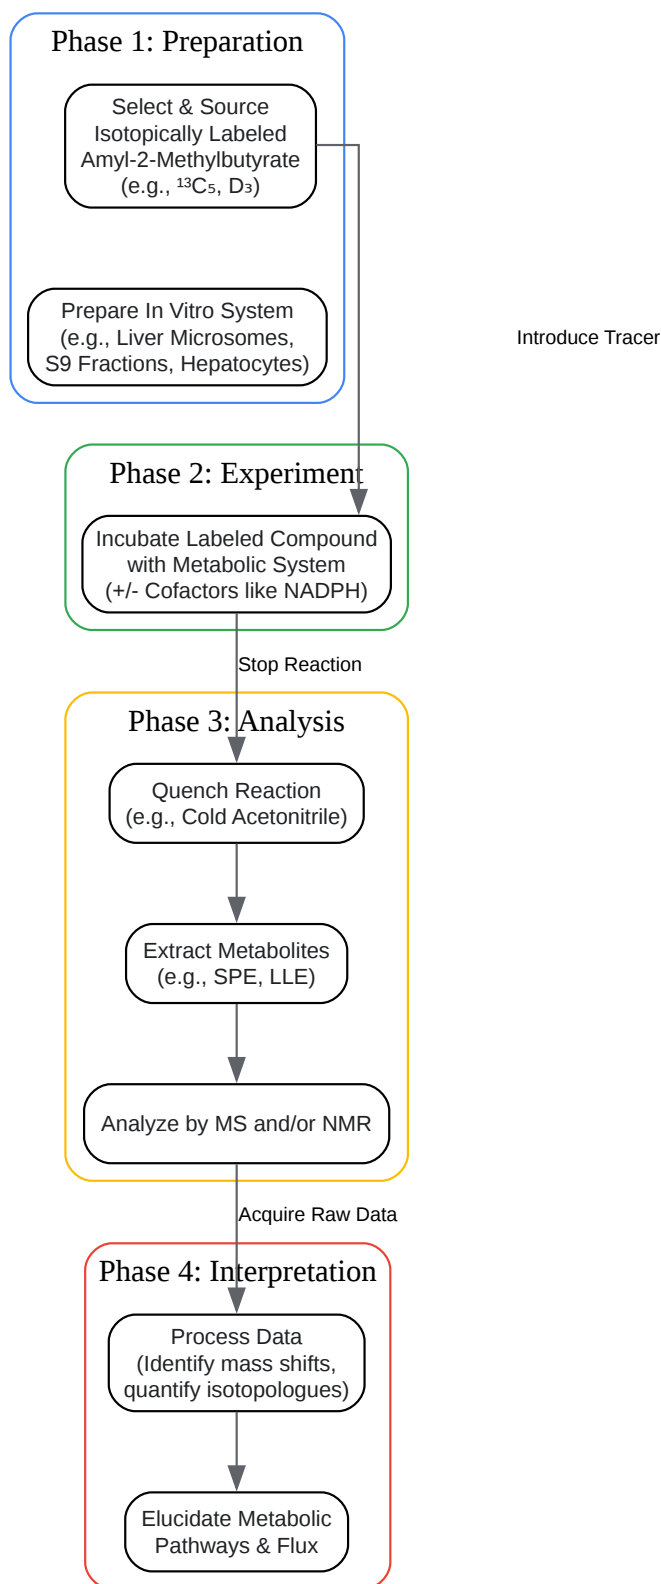 Phase 1: Preparation
Select & Source
Isotopically Labeled
Amyl-2-Methylbutyrate
(e.g., ¹³C₅, D₃)
Prepare In Vitro System
(e.g., Liver Microsomes,
S9 Fractions, Hepatocytes)
Introduce Tracer
Phase 2: Experiment
Incubate Labeled Compound
with Metabolic System
(+/- Cofactors like NADPH)
Stop Reaction
Phase 3: Analysis
Quench Reaction
(e.g., Cold Acetonitrile)
Extract Metabolites
(e.g., SPE, LLE)
Analyze by MS and/or NMR
Acquire Raw Data
Phase 4: Interpretation
Process Data
(Identify mass shifts,
quantify isotopologues)
Elucidate Metabolic
Pathways & Flux